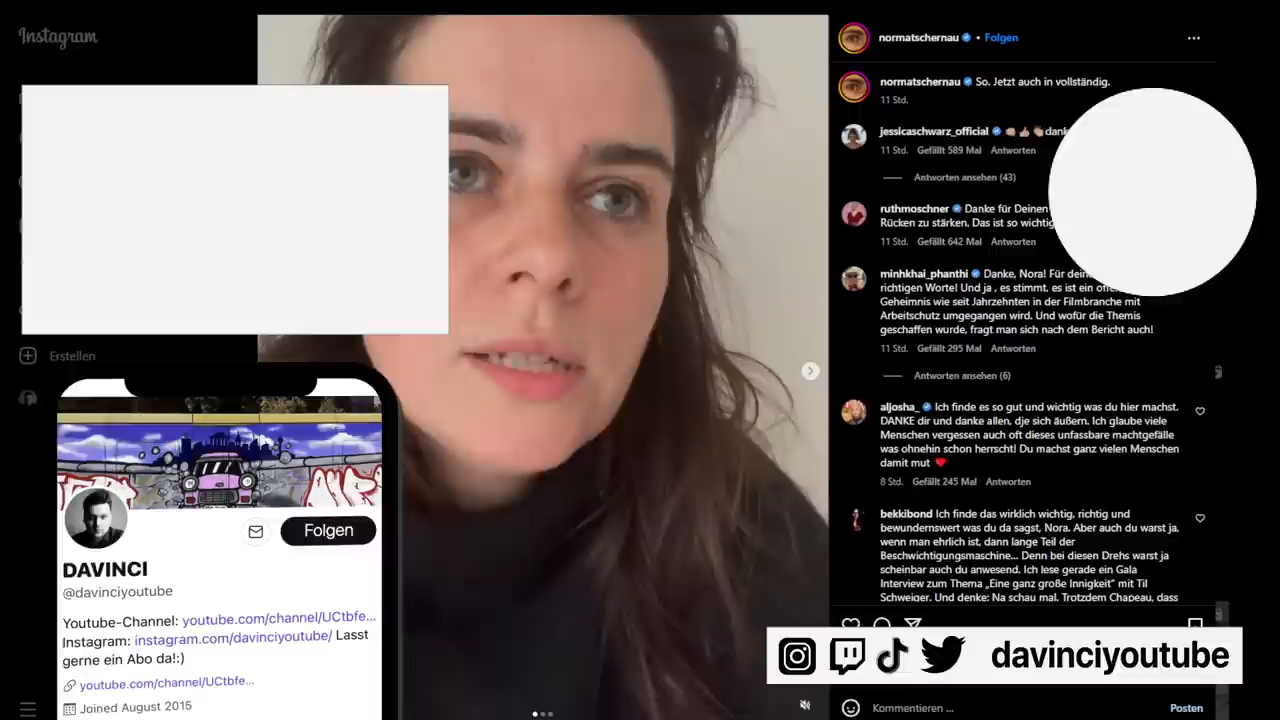 Instagram
normatschernau • Folgen
normatschernau So. Jetzt auch in vollständig.
11 Std.
jessicaschwarz_official
11 Std. Gefällt 589 Mal Antworten
Antworten ansehen (43)
ruthmoschner Danke für Deinen
Rücken zu stärken. Das ist so wichtig
11 Std. Gefällt 642 Mal Antworten
minhkhai_phanthi Danke, Nora! Für
richtigen Worte! Und ja , es stimmt, es ist ein
Geheimnis wie seit Jahrzehnten in der Filmbranche mit
Arbeitschutz umgegangen wird. Und wofür die Themis
geschaffen wurde, fragt man sich nach dem Bericht auch!
11 Std. Gefällt 295 Mal Antworten
Antworten ansehen (6)
aljosha_ Ich finde es so gut und wichtig was du hier machst.
DANKE dir und danke allen, dje sich äußern. Ich glaube viele
Menschen vergessen auch oft dieses unfassbare machtgefälle
was ohnehin schon herrscht! Du machst ganz vielen Menschen
damit mut ❤️
8 Std. Gefällt 245 Mal Antworten
bekkibond Ich finde das wirklich wichtig, richtig und
bewundernswert was du da sagst, Nora. Aber auch du warst ja,
wenn man ehrlich ist, dann lange Teil der
Beschwichtigungsmaschine... Denn bei diesen Drehs warst ja
scheinbar auch du anwesend. Ich lese gerade ein Gala
Interview zum Thema „Eine ganz große Innigkeit" mit Til
Schweiger. Und denke: Na schau mal. Trotzdem Chapeau, dass
davinciyoutube
Kommentieren ...
Posten
Erstellen
Folgen
DAVINCI
@davinciyoutube
Youtube-Channel: youtube.com/channel/UCtbfe...
Instagram: instagram.com/davinciyoutube/ Lasst
gerne ein Abo da!:)
youtube.com/channel/UCtbfe...
Joined August 2015